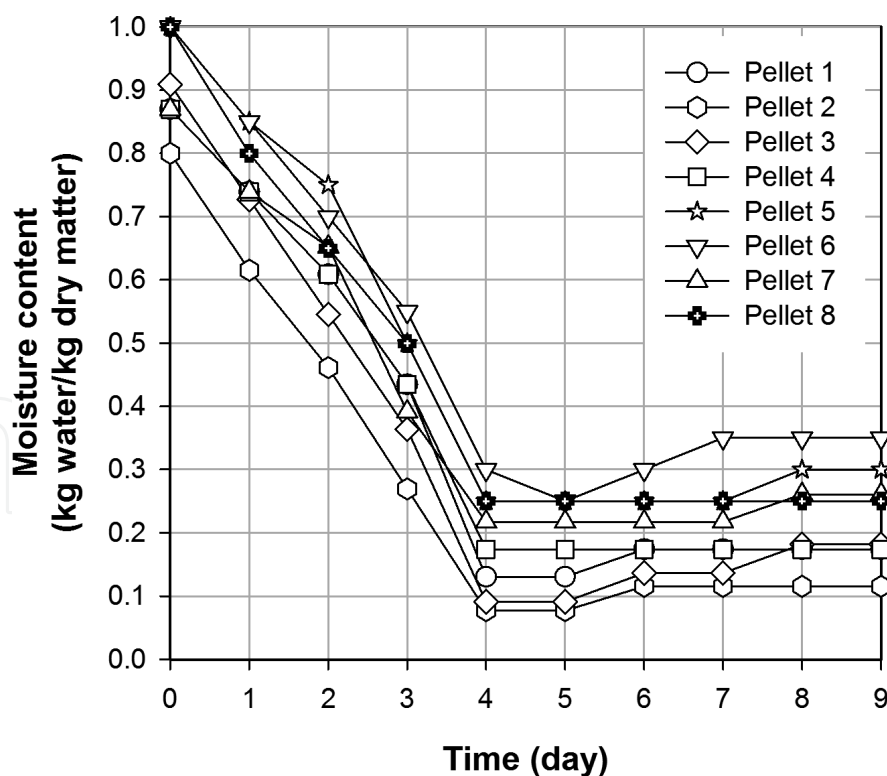 1.0
0.9
0.8
0.7
0.6
0.5
0.4
0.3
0.2
0.1
0.0
Moisture content
(kg water/kg dry matter)
Pellet 1
Pellet 2
Pellet 3
Pellet 4
Pellet 5
Pellet 6
Pellet 7
Pellet 8
0 1 2 3 4 5 6 7 8 9
Time (day)